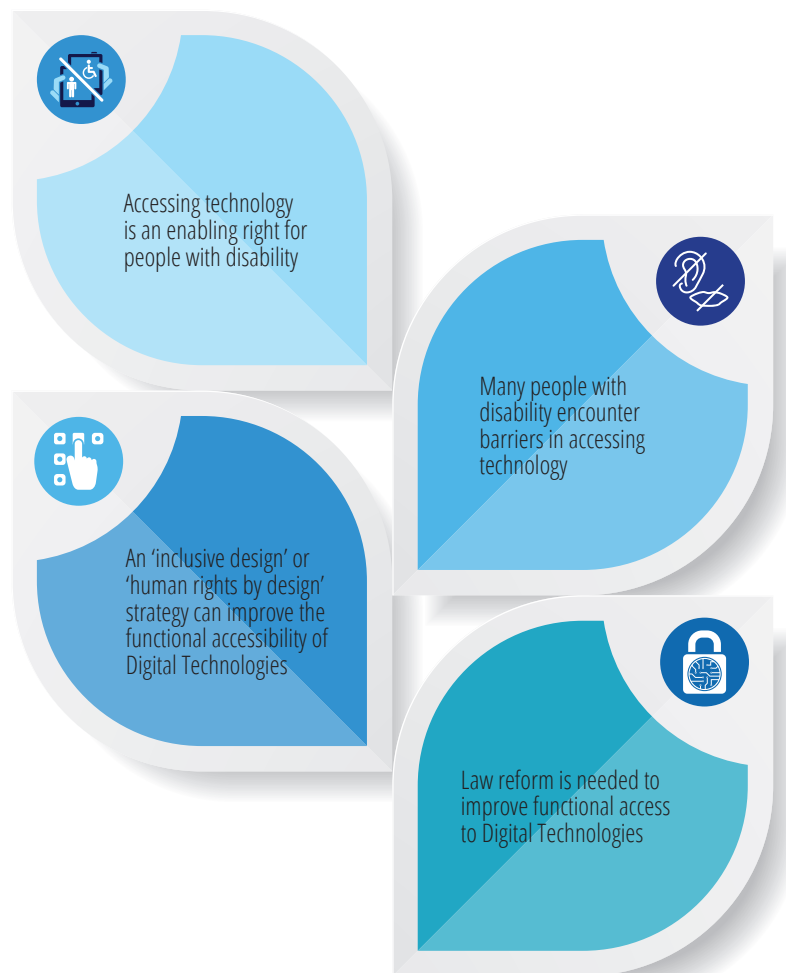 Accessing technology
is an enabling right for
people with disability
Many people with
disability encounter
barriers in accessing
technology
An ‘inclusive design’ or
‘human rights by design’
strategy can improve the
functional accessibility of
Digital Technologies
Law reform is needed to
improve functional access
to Digital Technologies